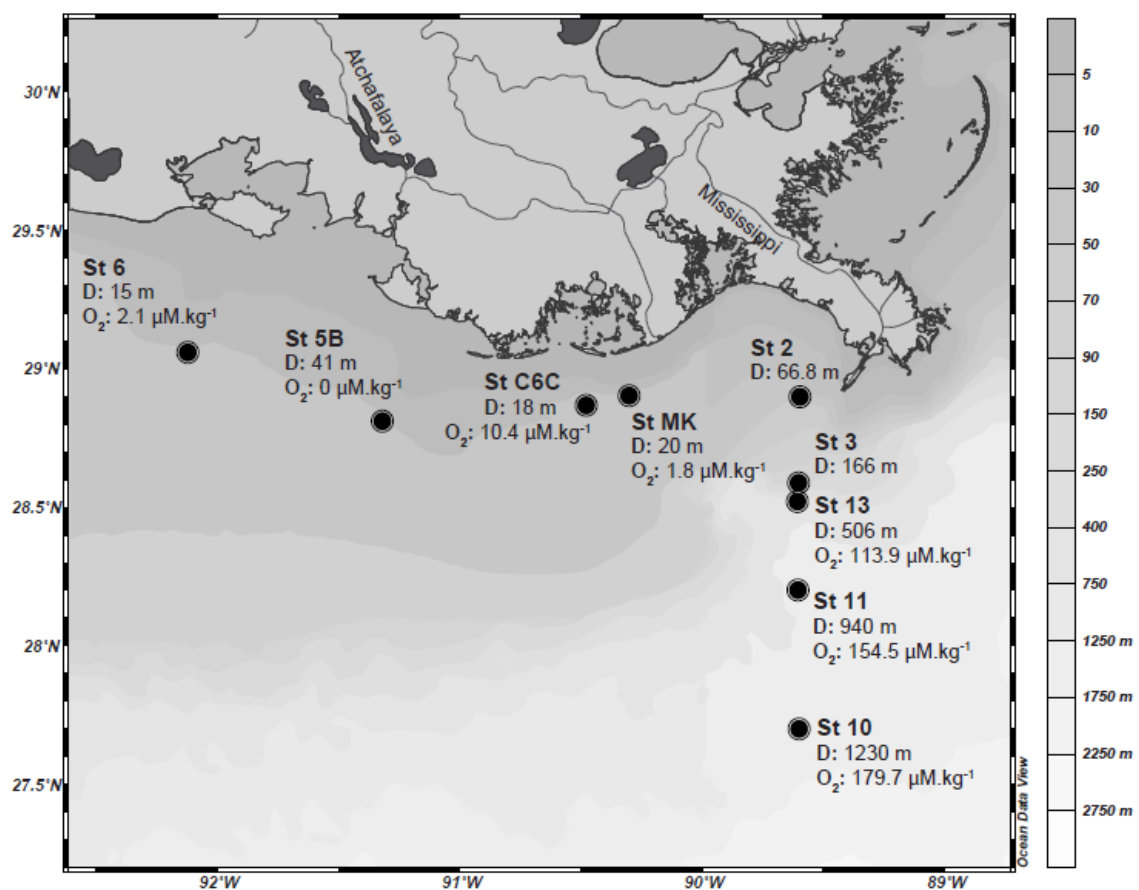 Atchafalaya
Mississippi
30°N
29.5°N
29°N
28.5°N
28°N
27.5°N
92°W
91°W
90°W
89°W
St 6
D: 15 m
O₂: 2.1 µM.kg⁻¹
St 5B
D: 41 m
O₂: 0 µM.kg⁻¹
St C6C
D: 18 m
O₂: 10.4 µM.kg⁻¹
St MK
D: 20 m
O₂: 1.8 µM.kg⁻¹
St 2
D: 66.8 m
St 3
D: 166 m
St 13
D: 506 m
O₂: 113.9 µM.kg⁻¹
St 11
D: 940 m
O₂: 154.5 µM.kg⁻¹
St 10
D: 1230 m
O₂: 179.7 µM.kg⁻¹
Ocean Data View
5
10
30
50
70
90
150
250
400
750
1250 m
1750 m
2250 m
2750 m